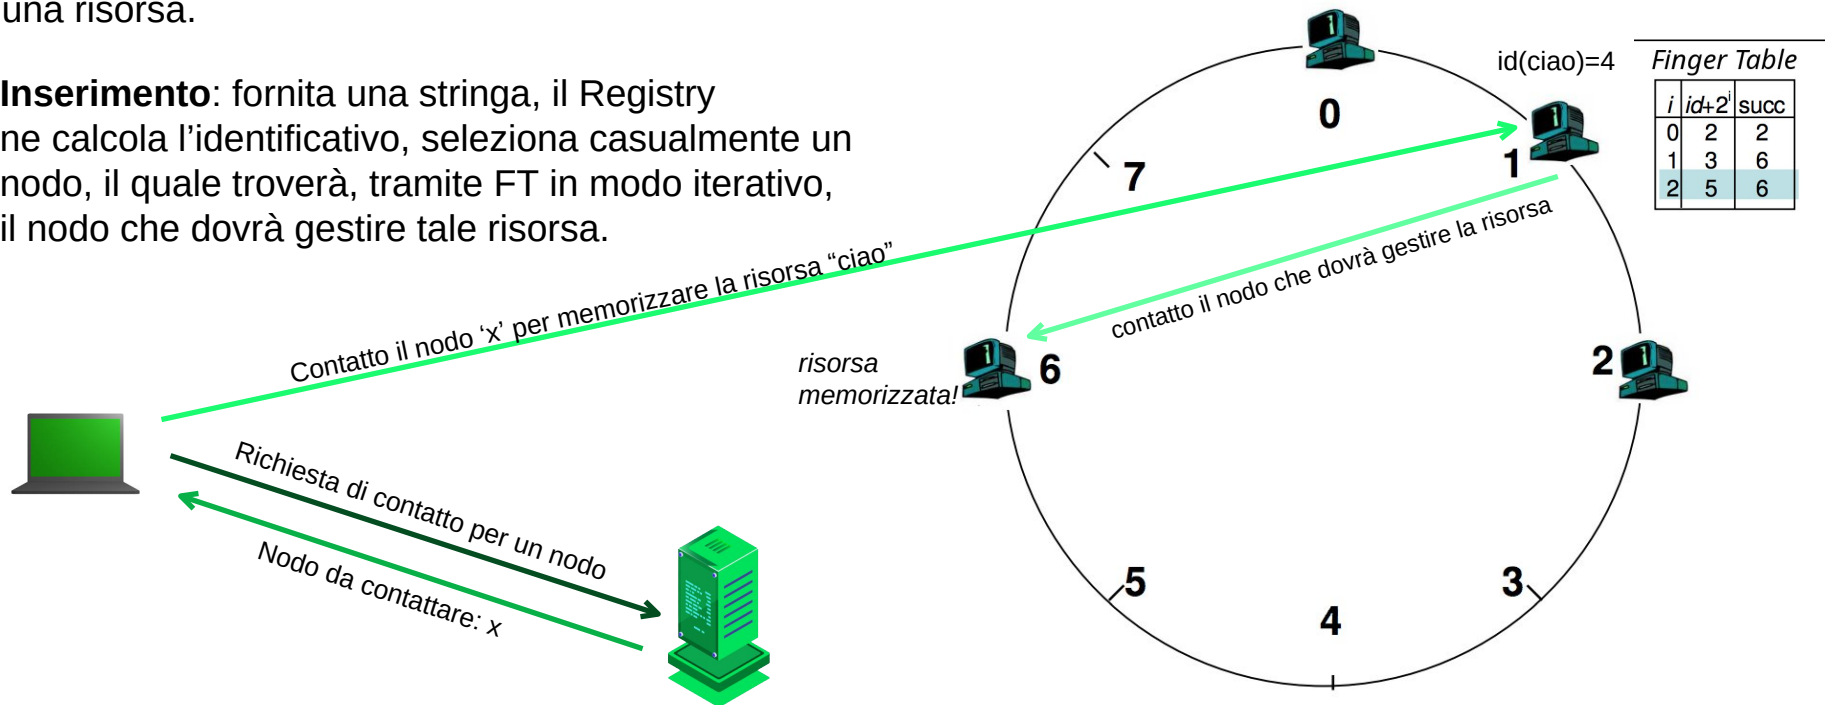 una risorsa.
Inserimento: fornita una stringa, il Registry
ne calcola l’identificativo, seleziona casualmente un
nodo, il quale troverà, tramite FT in modo iterativo,
il nodo che dovrà gestire tale risorsa.
id(ciao)=4
Finger Table
i id+2^i succ
0 2 2
1 3 6
2 5 6
0
1
2
3
4
5
6
7
Contatto il nodo ‘x’ per memorizzare la risorsa “ciao”
contatto il nodo che dovrà gestire la risorsa
risorsa
memorizzata!
Richiesta di contatto per un nodo
Nodo da contattare: x